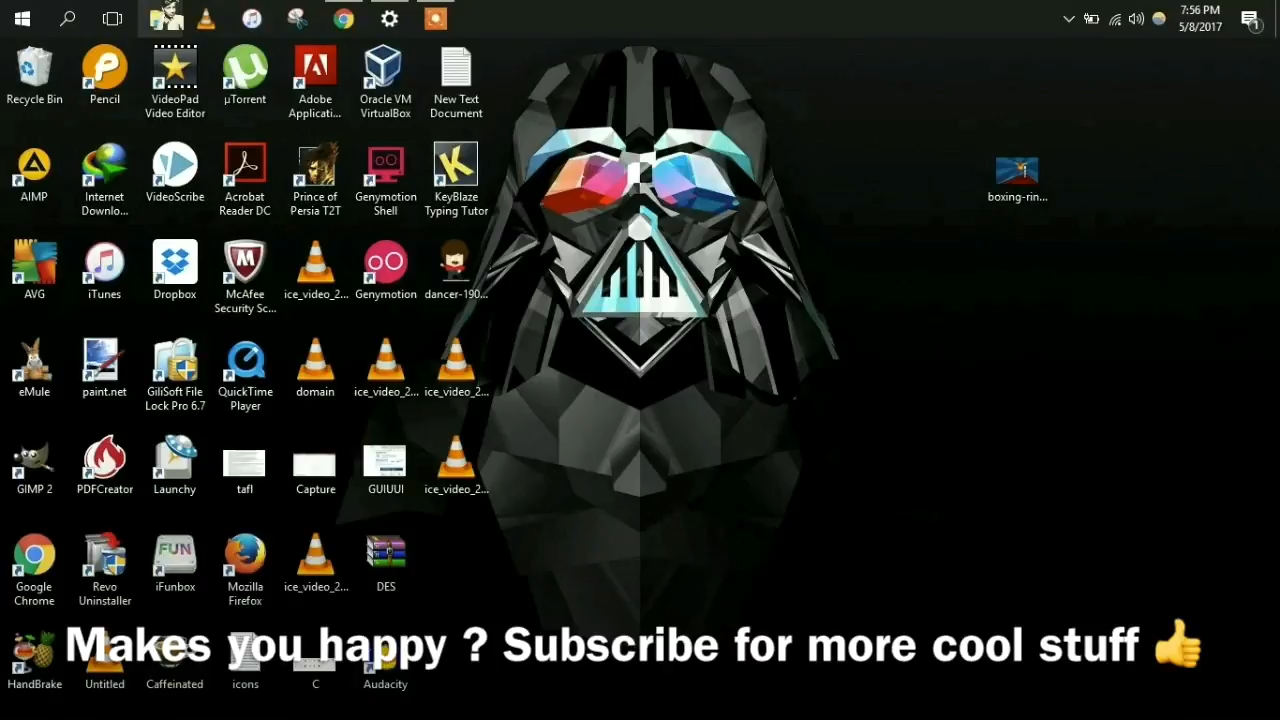 7:56 PM
5/8/2017
1
Recycle Bin
Pencil
VideoPad
Video Editor
µTorrent
Adobe
Applicati...
Oracle VM
VirtualBox
New Text
Document
AIMP
Internet
Downlo...
VideoScribe
Acrobat
Reader DC
Prince of
Persia T2T
Genymotion
Shell
KeyBlaze
Typing Tutor
boxing-rin...
AVG
iTunes
Dropbox
McAfee
Security Sc...
ice_video_2...
Genymotion
dancer-190...
eMule
paint.net
GiliSoft File
Lock Pro 6.7
QuickTime
Player
domain
ice_video_2...
ice_video_2...
GIMP 2
PDFCreator
Launchy
tafl
Capture
GUIUUI
ice_video_2...
Google
Chrome
Revo
Uninstaller
FUN
iFunbox
Mozilla
Firefox
ice_video_2...
DES
Makes you happy ? Subscribe for more cool stuff 👍
HandBrake
Untitled
Caffeinated
icons
C
Audacity